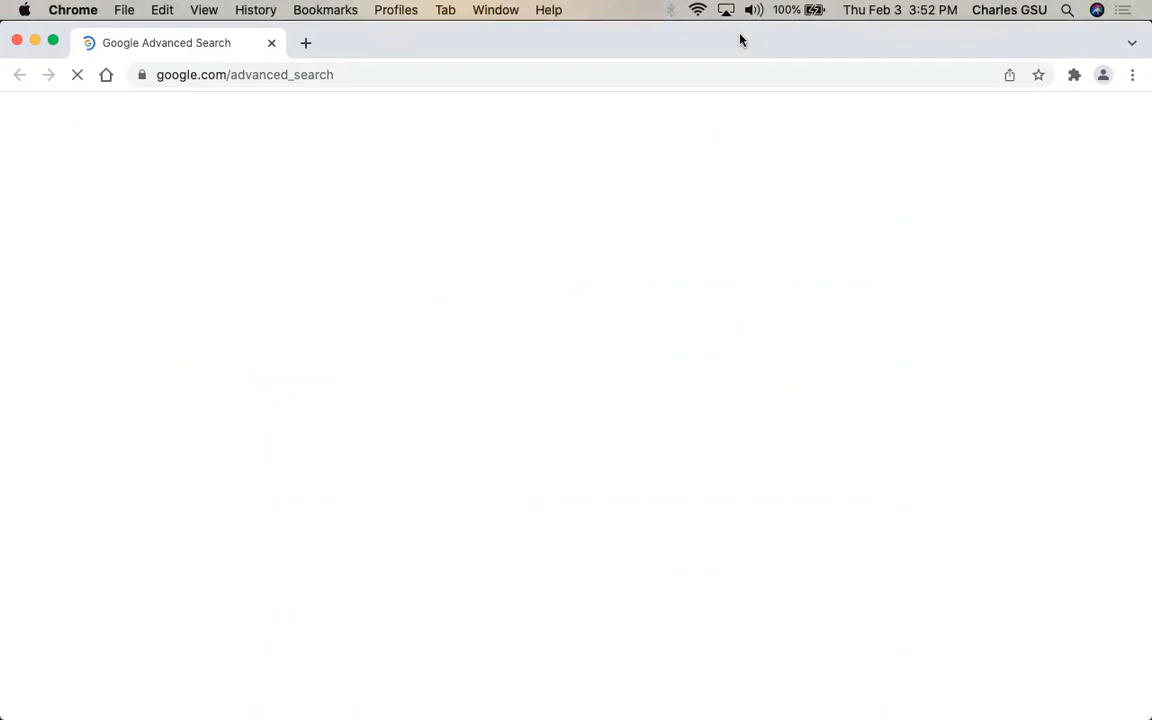 Chrome File Edit View History Bookmarks Profiles Tab Window Help 100% Thu Feb 3 3:52 PM Charles GSU
Google Advanced Search
google.com/advanced_search